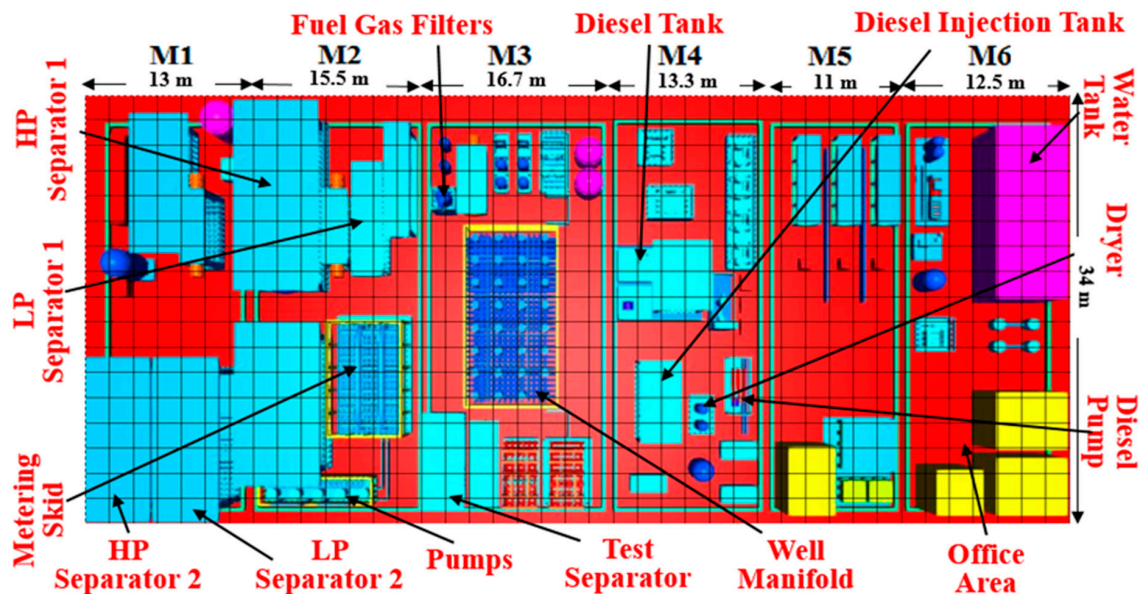 Fuel Gas Filters
Diesel Tank
Diesel Injection Tank
M1
M2
M3
M4
M5
M6
13 m
15.5 m
16.7 m
13.3 m
11 m
12.5 m
HP
Separator 1
LP
Separator 1
Metering
Skid
Water
Tank
Dryer
34 m
Diesel
Pump
HP
Separator 2
LP
Separator 2
Pumps
Test
Separator
Well
Manifold
Office
Area